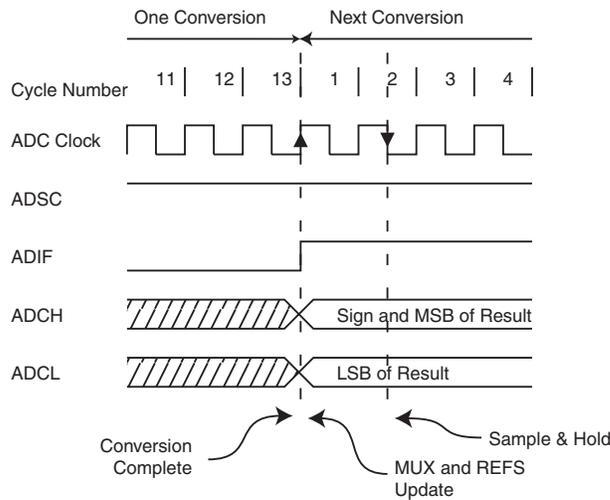 One Conversion Next Conversion
Cycle Number 11 12 13 1 2 3 4
ADC Clock
ADSC
ADIF
ADCH Sign and MSB of Result
ADCL LSB of Result
Conversion
Complete
MUX and REFS
Update
Sample & Hold